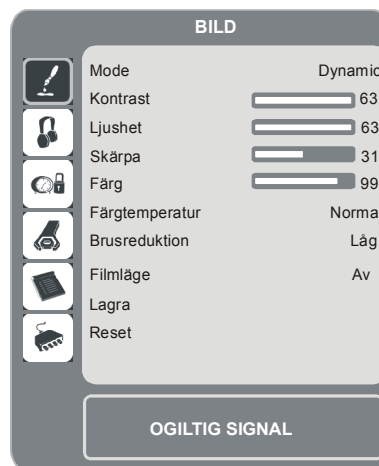 BILD
Mode Dynamic
Kontrast 63
Ljushet 63
Skärpa 31
Färg 99
Färgtemperatur Norma
Brusreduktion Låg
Filmläge Av
Lagra
Reset
OGILTIG SIGNAL